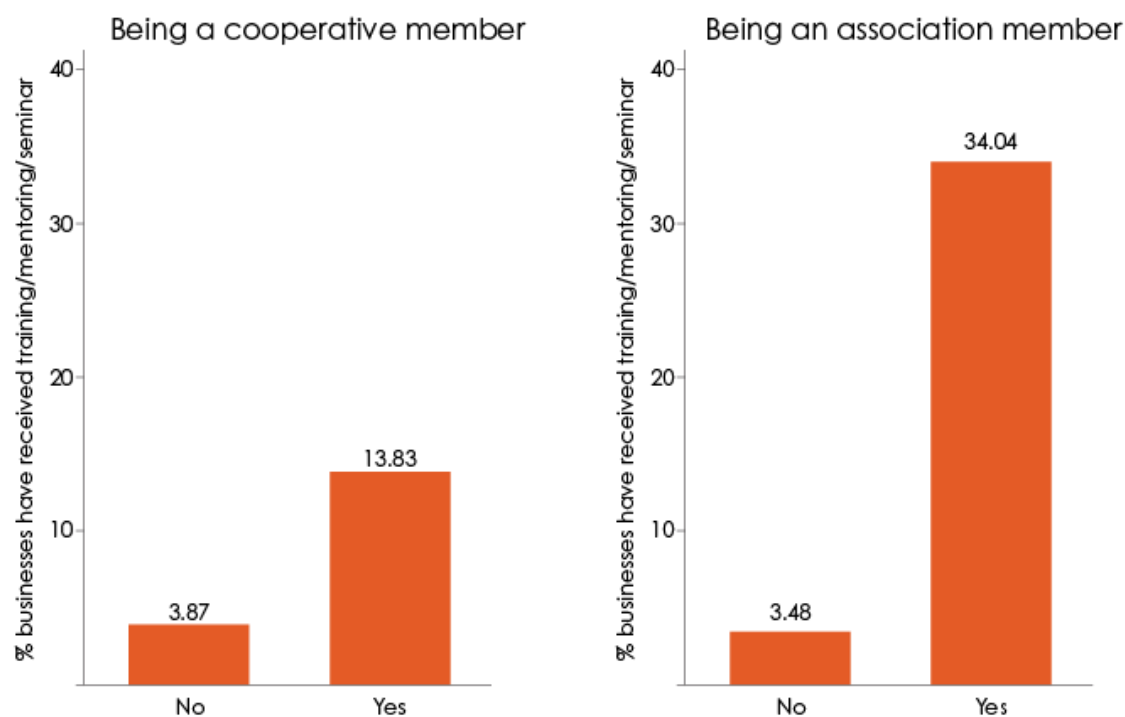 Being a cooperative member
% businesses have received training/mentoring/seminar
40
30
20
10
3.87
13.83
No
Yes
Being an association member
% businesses have received training/mentoring/seminar
40
30
20
10
3.48
34.04
No
Yes